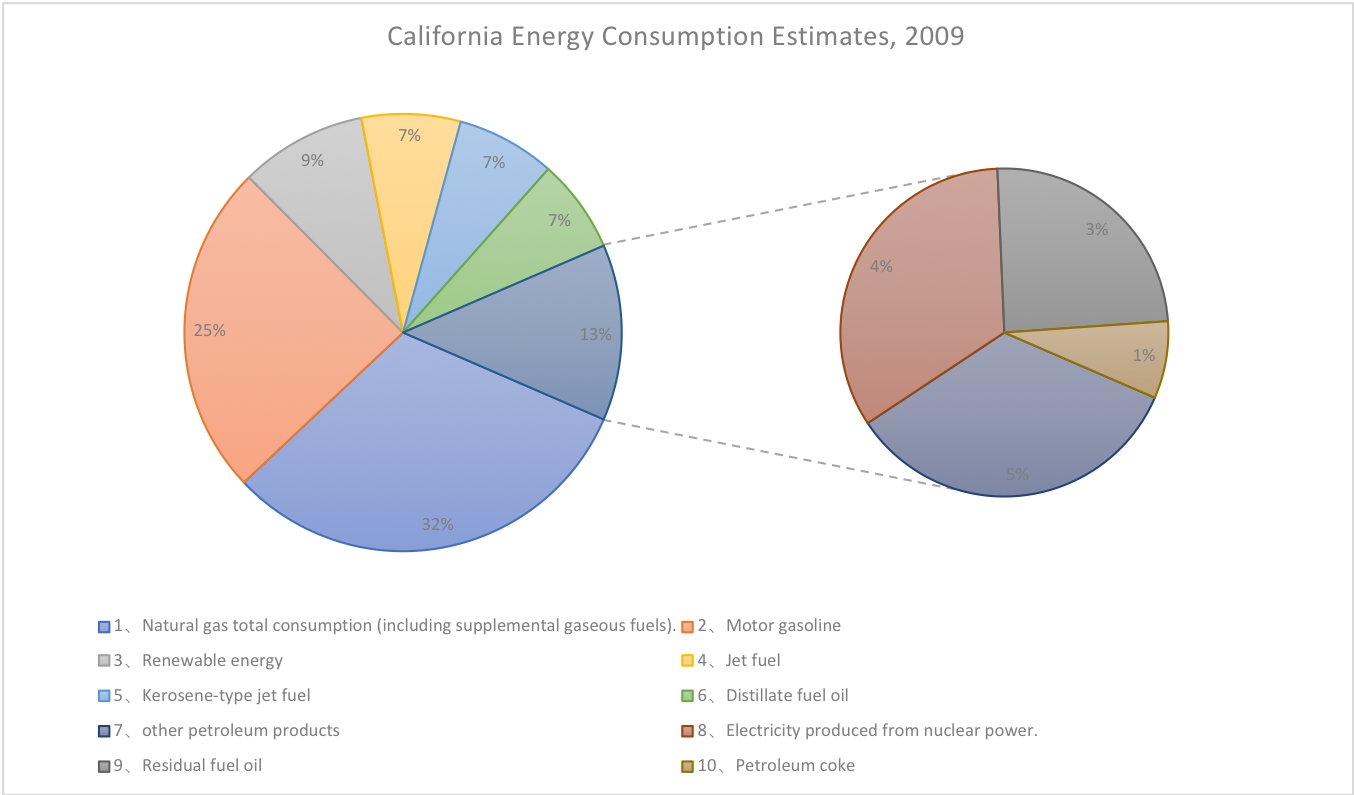 California Energy Consumption Estimates, 2009
7%
9%
7%
7%
3%
4%
25%
13%
1%
5%
32%
1、Natural gas total consumption (including supplemental gaseous fuels).
2、Motor gasoline
3、Renewable energy
4、Jet fuel
5、Kerosene-type jet fuel
6、Distillate fuel oil
7、other petroleum products
8、Electricity produced from nuclear power.
9、Residual fuel oil
10、Petroleum coke